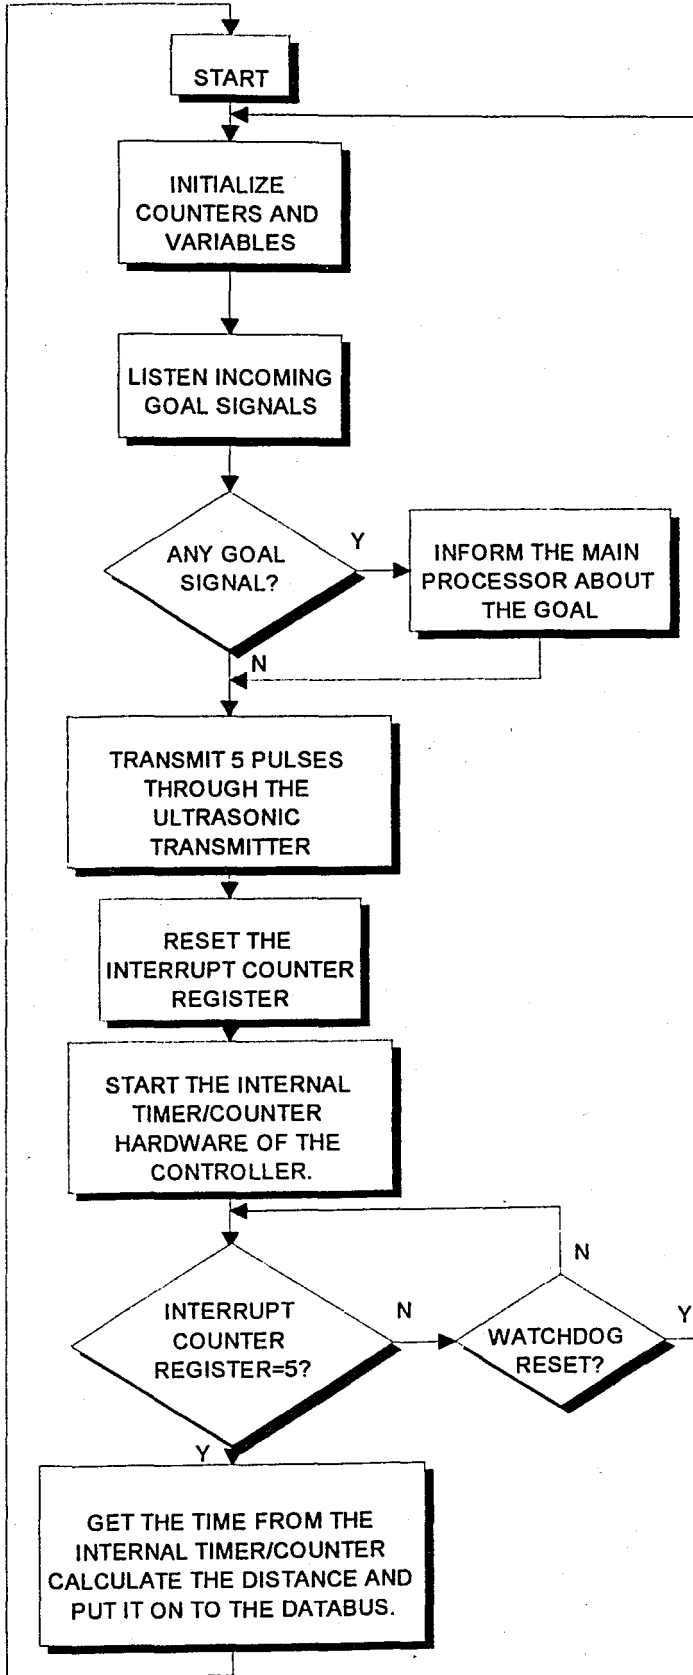 START
INITIALIZE
COUNTERS AND
VARIABLES
LISTEN INCOMING
GOAL SIGNALS
ANY GOAL
SIGNAL?
Y
INFORM THE MAIN
PROCESSOR ABOUT
THE GOAL
N
TRANSMIT 5 PULSES
THROUGH THE
ULTRASONIC
TRANSMITTER
RESET THE
INTERRUPT COUNTER
REGISTER
START THE INTERNAL
TIMER/COUNTER
HARDWARE OF THE
CONTROLLER.
INTERRUPT
COUNTER
REGISTER=5?
N
WATCHDOG
RESET?
N
Y
Y
GET THE TIME FROM THE
INTERNAL TIMER/COUNTER
CALCULATE THE DISTANCE AND
PUT IT ON TO THE DATABUS.